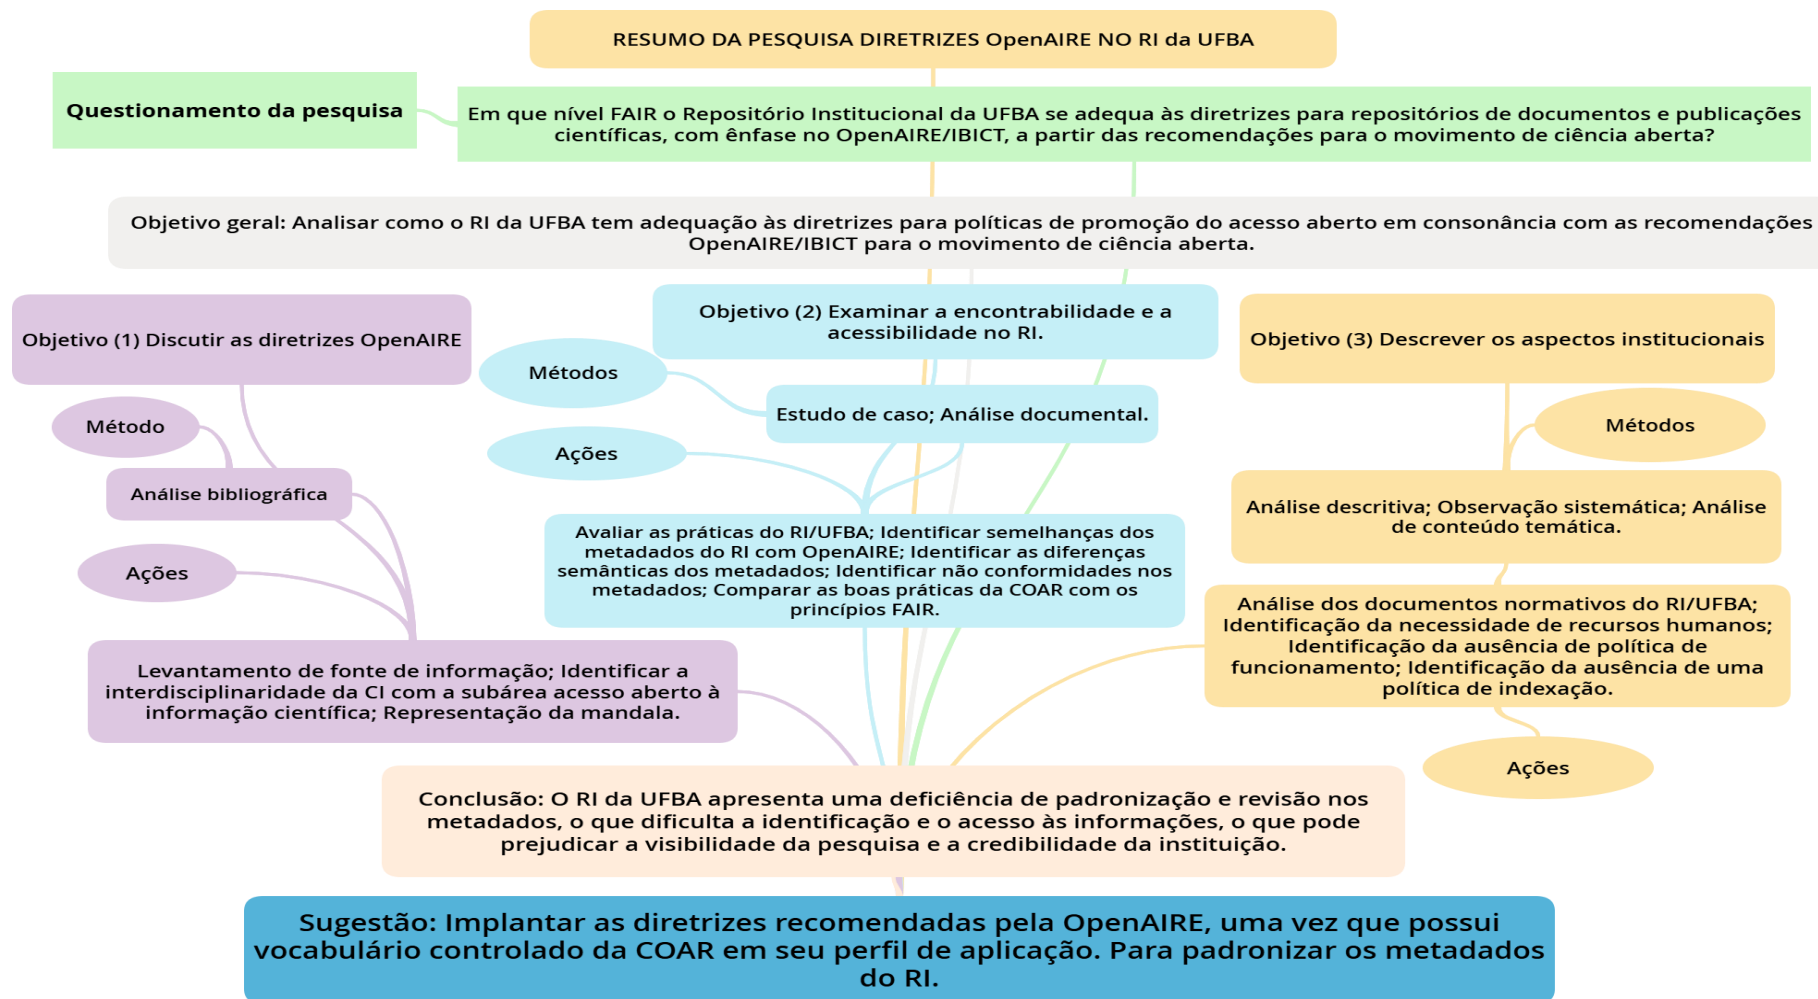 RESUMO DA PESQUISA DIRETRIZES OpenAIRE NO RI da UFBA
Questionamento da pesquisa
Em que nível FAIR o Repositório Institucional da UFBA se adequa às diretrizes para repositórios de documentos e publicações
científicas, com ênfase no OpenAIRE/IBICT, a partir das recomendações para o movimento de ciência aberta?
Objetivo geral: Analisar como o RI da UFBA tem adequação às diretrizes para políticas de promoção do acesso aberto em consonância com as recomendações
OpenAIRE/IBICT para o movimento de ciência aberta.
Objetivo (1) Discutir as diretrizes OpenAIRE
Método
Análise bibliográfica
Ações
Levantamento de fonte de informação; Identificar a
interdisciplinaridade da CI com a subárea acesso aberto à
informação científica; Representação da mandala.
Objetivo (2) Examinar a encontrabilidade e a
acessibilidade no RI.
Métodos
Estudo de caso; Análise documental.
Ações
Avaliar as práticas do RI/UFBA; Identificar semelhanças dos
metadados do RI com OpenAIRE; Identificar as diferenças
semânticas dos metadados; Identificar não conformidades nos
metadados; Comparar as boas práticas da COAR com os
princípios FAIR.
Objetivo (3) Descrever os aspectos institucionais
Métodos
Análise descritiva; Observação sistemática; Análise
de conteúdo temática.
Análise dos documentos normativos do RI/UFBA;
Identificação da necessidade de recursos humanos;
Identificação da ausência de política de
funcionamento; Identificação da ausência de uma
política de indexação.
Ações
Conclusão: O RI da UFBA apresenta uma deficiência de padronização e revisão nos
metadados, o que dificulta a identificação e o acesso às informações, o que pode
prejudicar a visibilidade da pesquisa e a credibilidade da instituição.
Sugestão: Implantar as diretrizes recomendadas pela OpenAIRE, uma vez que possui
vocabulário controlado da COAR em seu perfil de aplicação. Para padronizar os metadados
do RI.